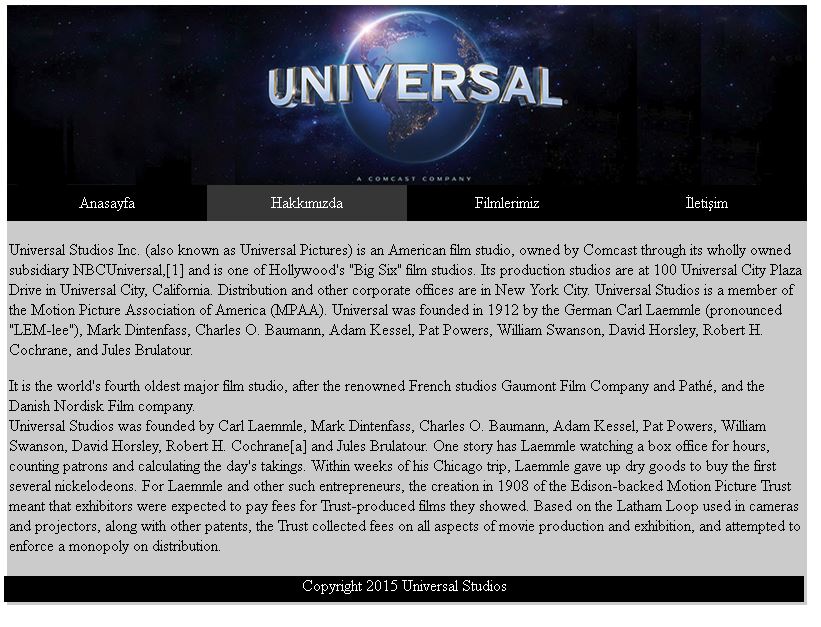 UNIVERSAL
A COMCAST COMPANY
Anasayfa Hakkımızda Filmlerimiz İletişim
Universal Studios Inc. (also known as Universal Pictures) is an American film studio, owned by Comcast through its wholly owned
subsidiary NBCUniversal,[1] and is one of Hollywood's "Big Six" film studios. Its production studios are at 100 Universal City Plaza
Drive in Universal City, California. Distribution and other corporate offices are in New York City. Universal Studios is a member of
the Motion Picture Association of America (MPAA). Universal was founded in 1912 by the German Carl Laemmle (pronounced
"LEM-lee"), Mark Dintenfass, Charles O. Baumann, Adam Kessel, Pat Powers, William Swanson, David Horsley, Robert H.
Cochrane, and Jules Brulatour.
It is the world's fourth oldest major film studio, after the renowned French studios Gaumont Film Company and Pathé, and the
Danish Nordisk Film company.
Universal Studios was founded by Carl Laemmle, Mark Dintenfass, Charles O. Baumann, Adam Kessel, Pat Powers, William
Swanson, David Horsley, Robert H. Cochrane[a] and Jules Brulatour. One story has Laemmle watching a box office for hours,
counting patrons and calculating the day's takings. Within weeks of his Chicago trip, Laemmle gave up dry goods to buy the first
several nickelodeons. For Laemmle and other such entrepreneurs, the creation in 1908 of the Edison-backed Motion Picture Trust
meant that exhibitors were expected to pay fees for Trust-produced films they showed. Based on the Latham Loop used in cameras
and projectors, along with other patents, the Trust collected fees on all aspects of movie production and exhibition, and attempted to
enforce a monopoly on distribution.
Copyright 2015 Universal Studios